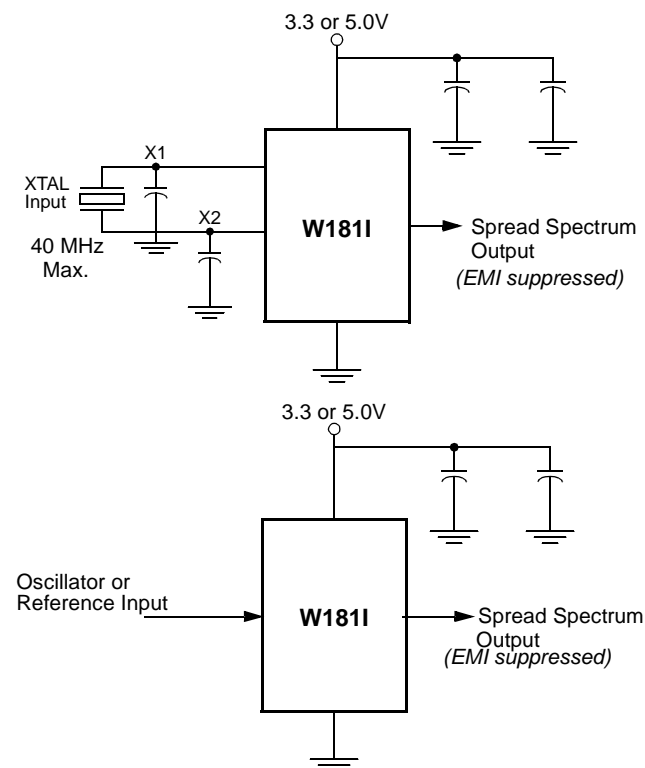 3.3 or 5.0V
X1
XTAL
Input
X2
40 MHz
Max.
W181I
Spread Spectrum
Output
(EMI suppressed)
3.3 or 5.0V
Oscillator or
Reference Input
W181I
Spread Spectrum
Output
(EMI suppressed)